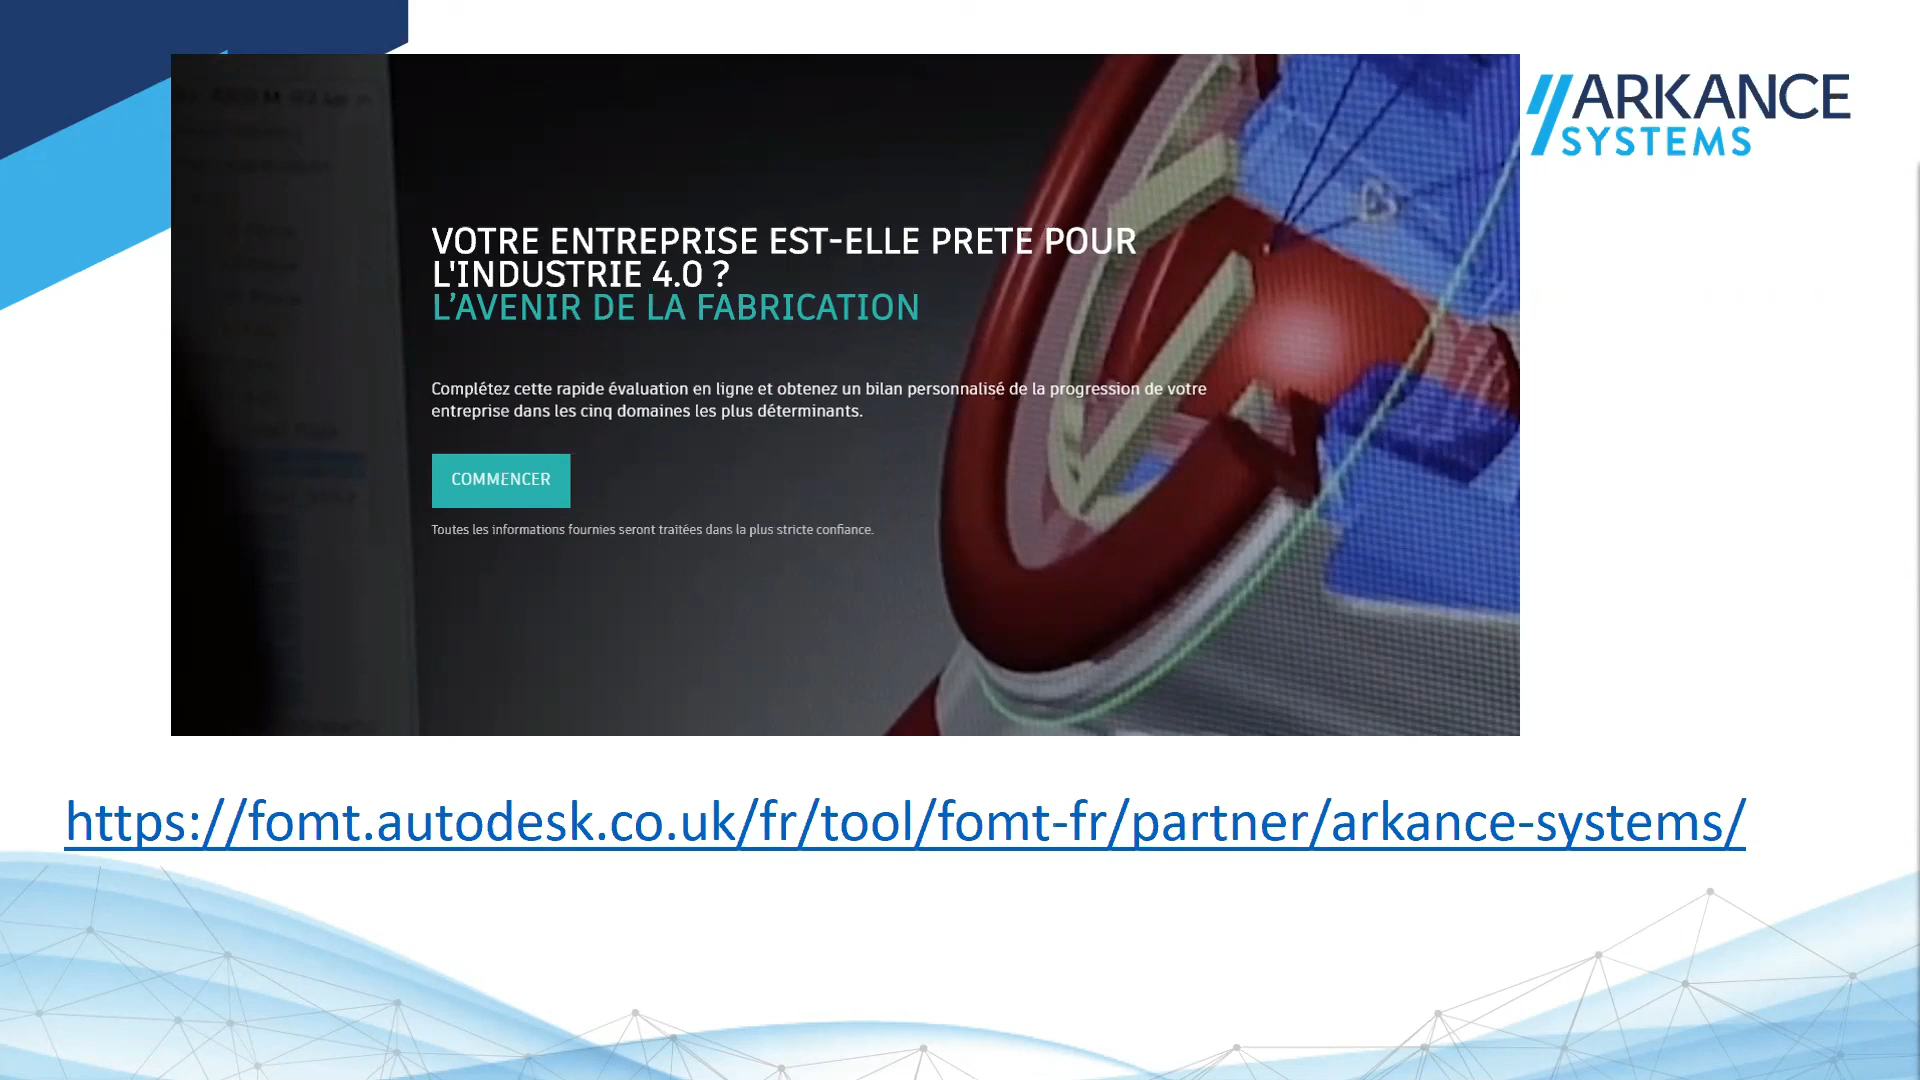 ARKANCE
SYSTEMS
VOTRE ENTREPRISE EST-ELLE PRETE POUR
L'INDUSTRIE 4.0 ?
L’AVENIR DE LA FABRICATION
Complétez cette rapide évaluation en ligne et obtenez un bilan personnalisé de la progression de votre
entreprise dans les cinq domaines les plus déterminants.
COMMENCER
Toutes les informations fournies seront traitées dans la plus stricte confiance.
https://fomt.autodesk.co.uk/fr/tool/fomt-fr/partner/arkance-systems/